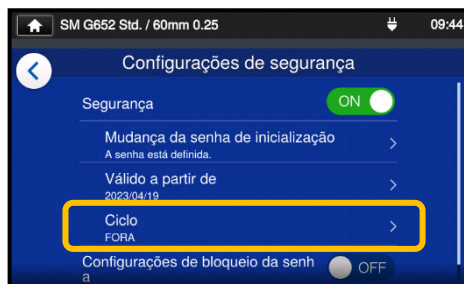 SM G652 Std. / 60mm 0.25
09:44
Configurações de segurança
Segurança
ON
Mudança da senha de inicialização
A senha está definida.
Válido a partir de
2023/04/19
Ciclo
FORA
Configurações de bloqueio da senh
a
OFF